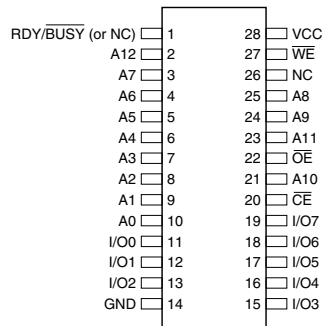 RDY/BUSY (or NC) 1 28 VCC
A12 2 27 WE
A7 3 26 NC
A6 4 25 A8
A5 5 24 A9
A4 6 23 A11
A3 7 22 OE
A2 8 21 A10
A1 9 20 CE
A0 10 19 I/O7
I/O0 11 18 I/O6
I/O1 12 17 I/O5
I/O2 13 16 I/O4
GND 14 15 I/O3